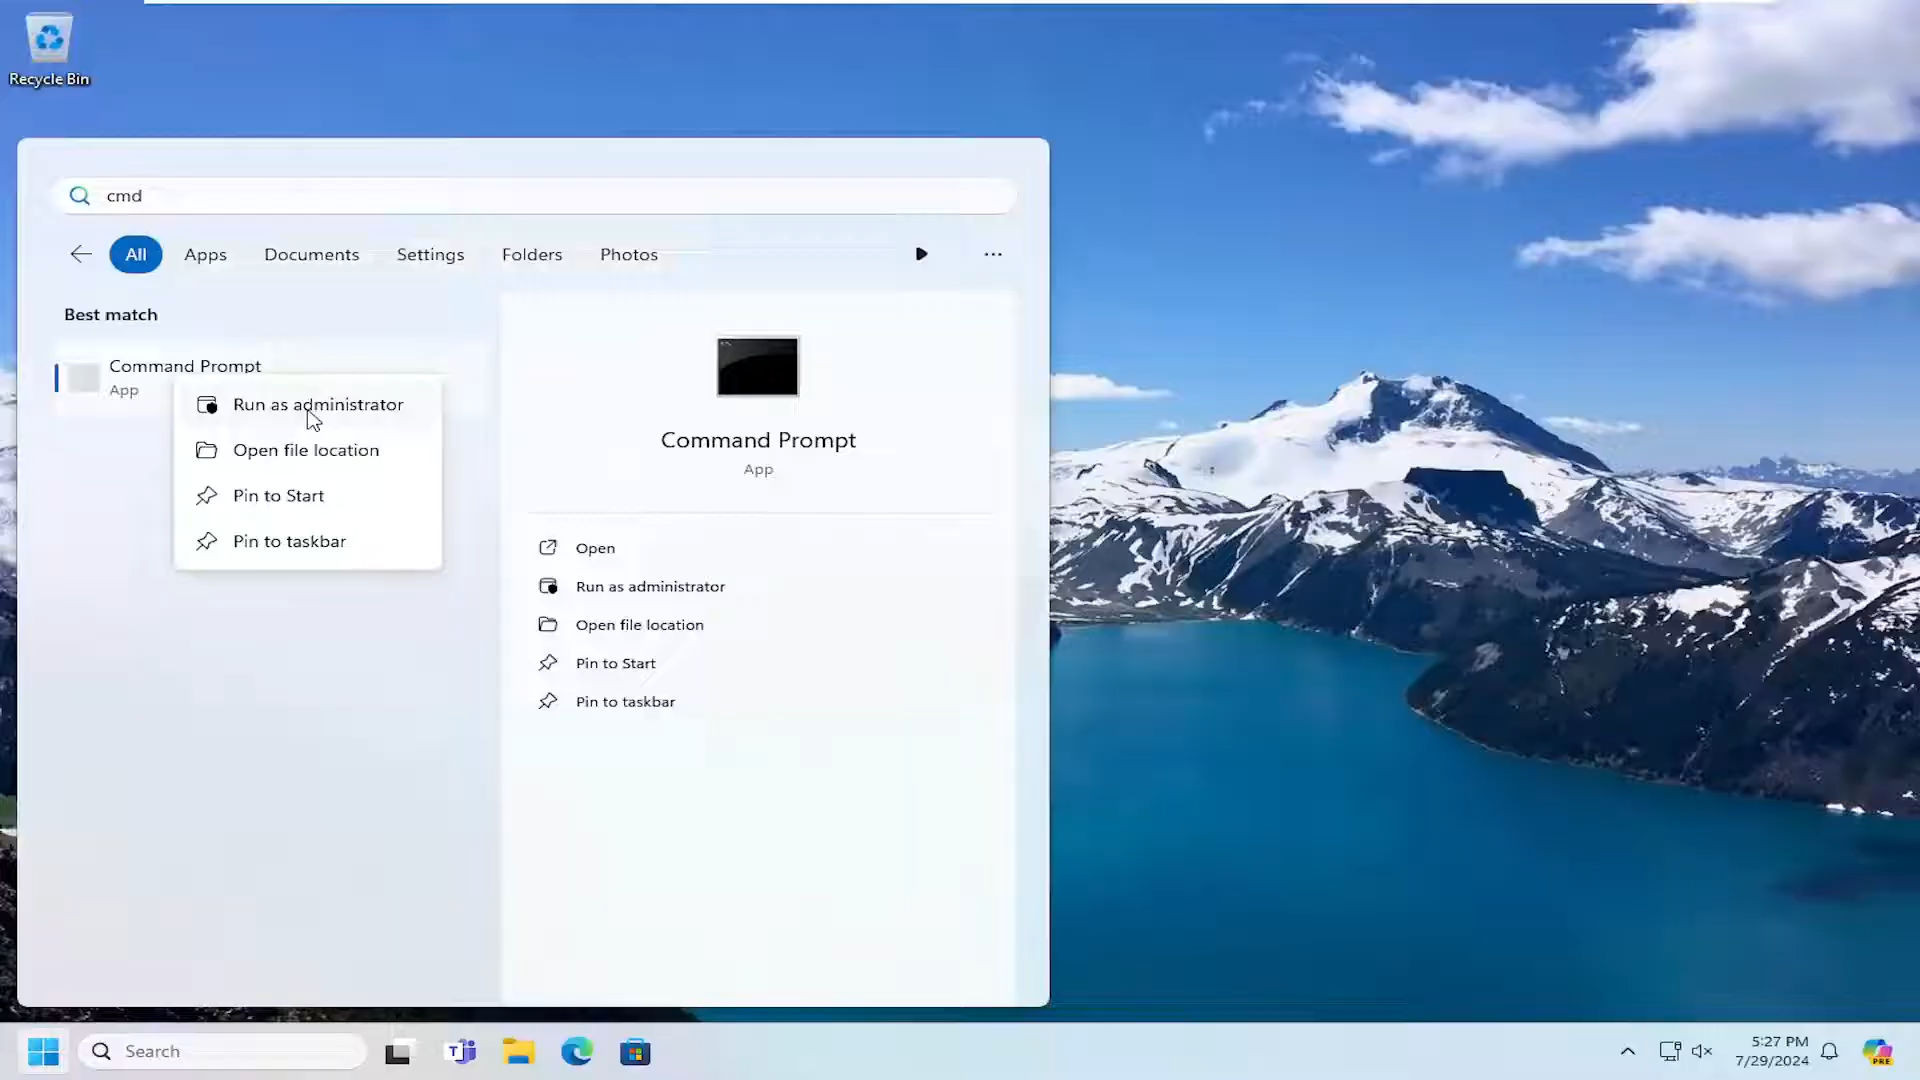 Recycle Bin
cmd
All Apps Documents Settings Folders Photos
Best match
Command Prompt
App
Run as administrator
Open file location
Pin to Start
Pin to taskbar
Command Prompt
App
Open
Run as administrator
Open file location
Pin to Start
Pin to taskbar
Search
5:27 PM
7/29/2024
PRE